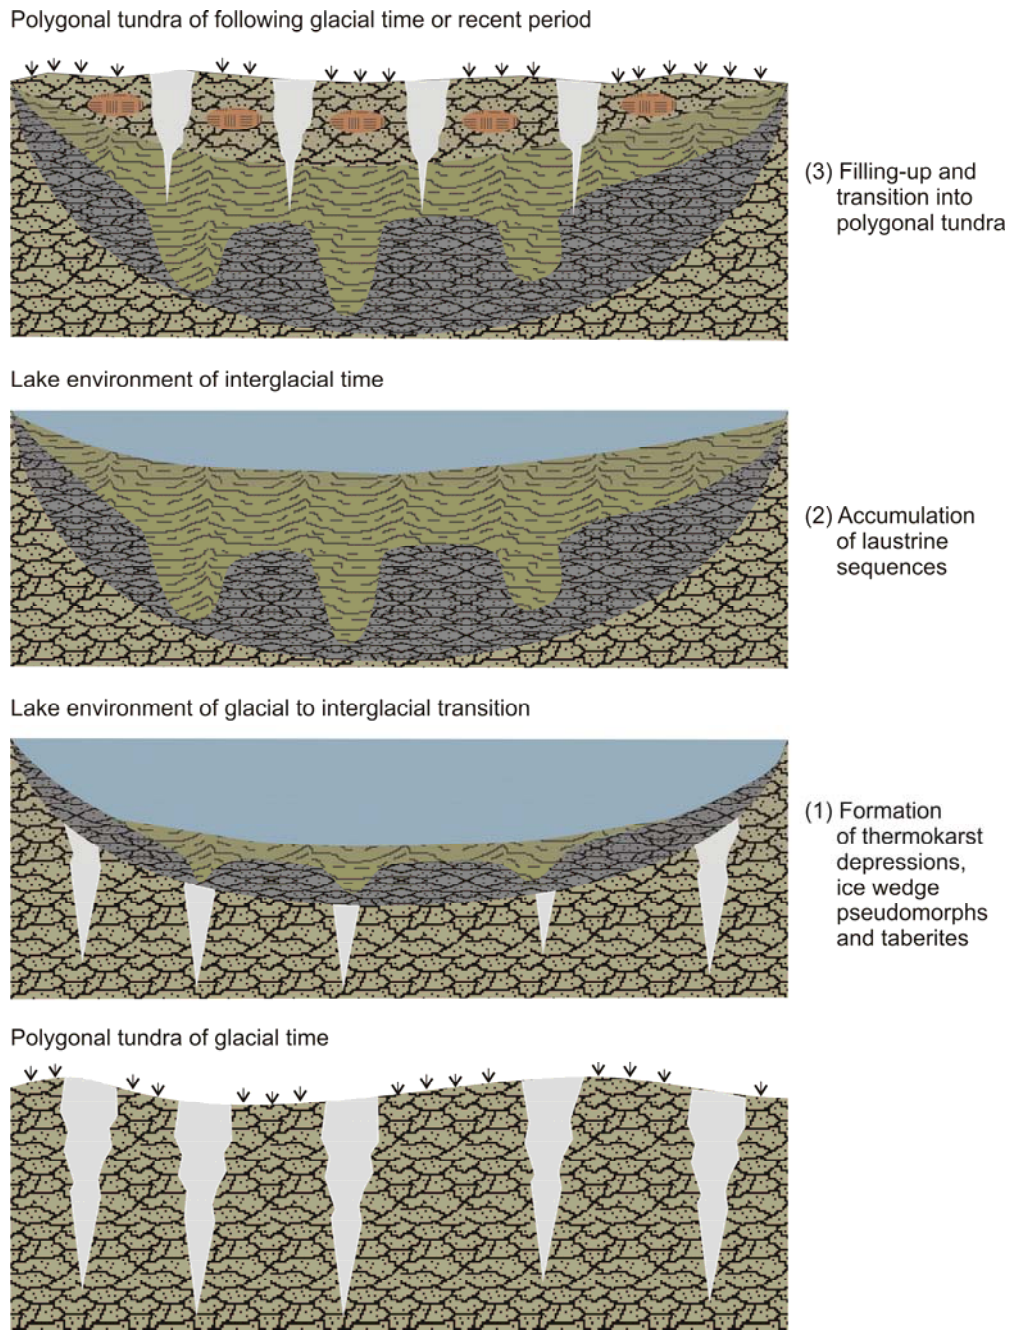 Polygonal tundra of following glacial time or recent period
(3) Filling-up and
transition into
polygonal tundra
Lake environment of interglacial time
(2) Accumulation
of laustrine
sequences
Lake environment of glacial to interglacial transition
(1) Formation
of thermokarst
depressions,
ice wedge
pseudomorphs
and taberites
Polygonal tundra of glacial time